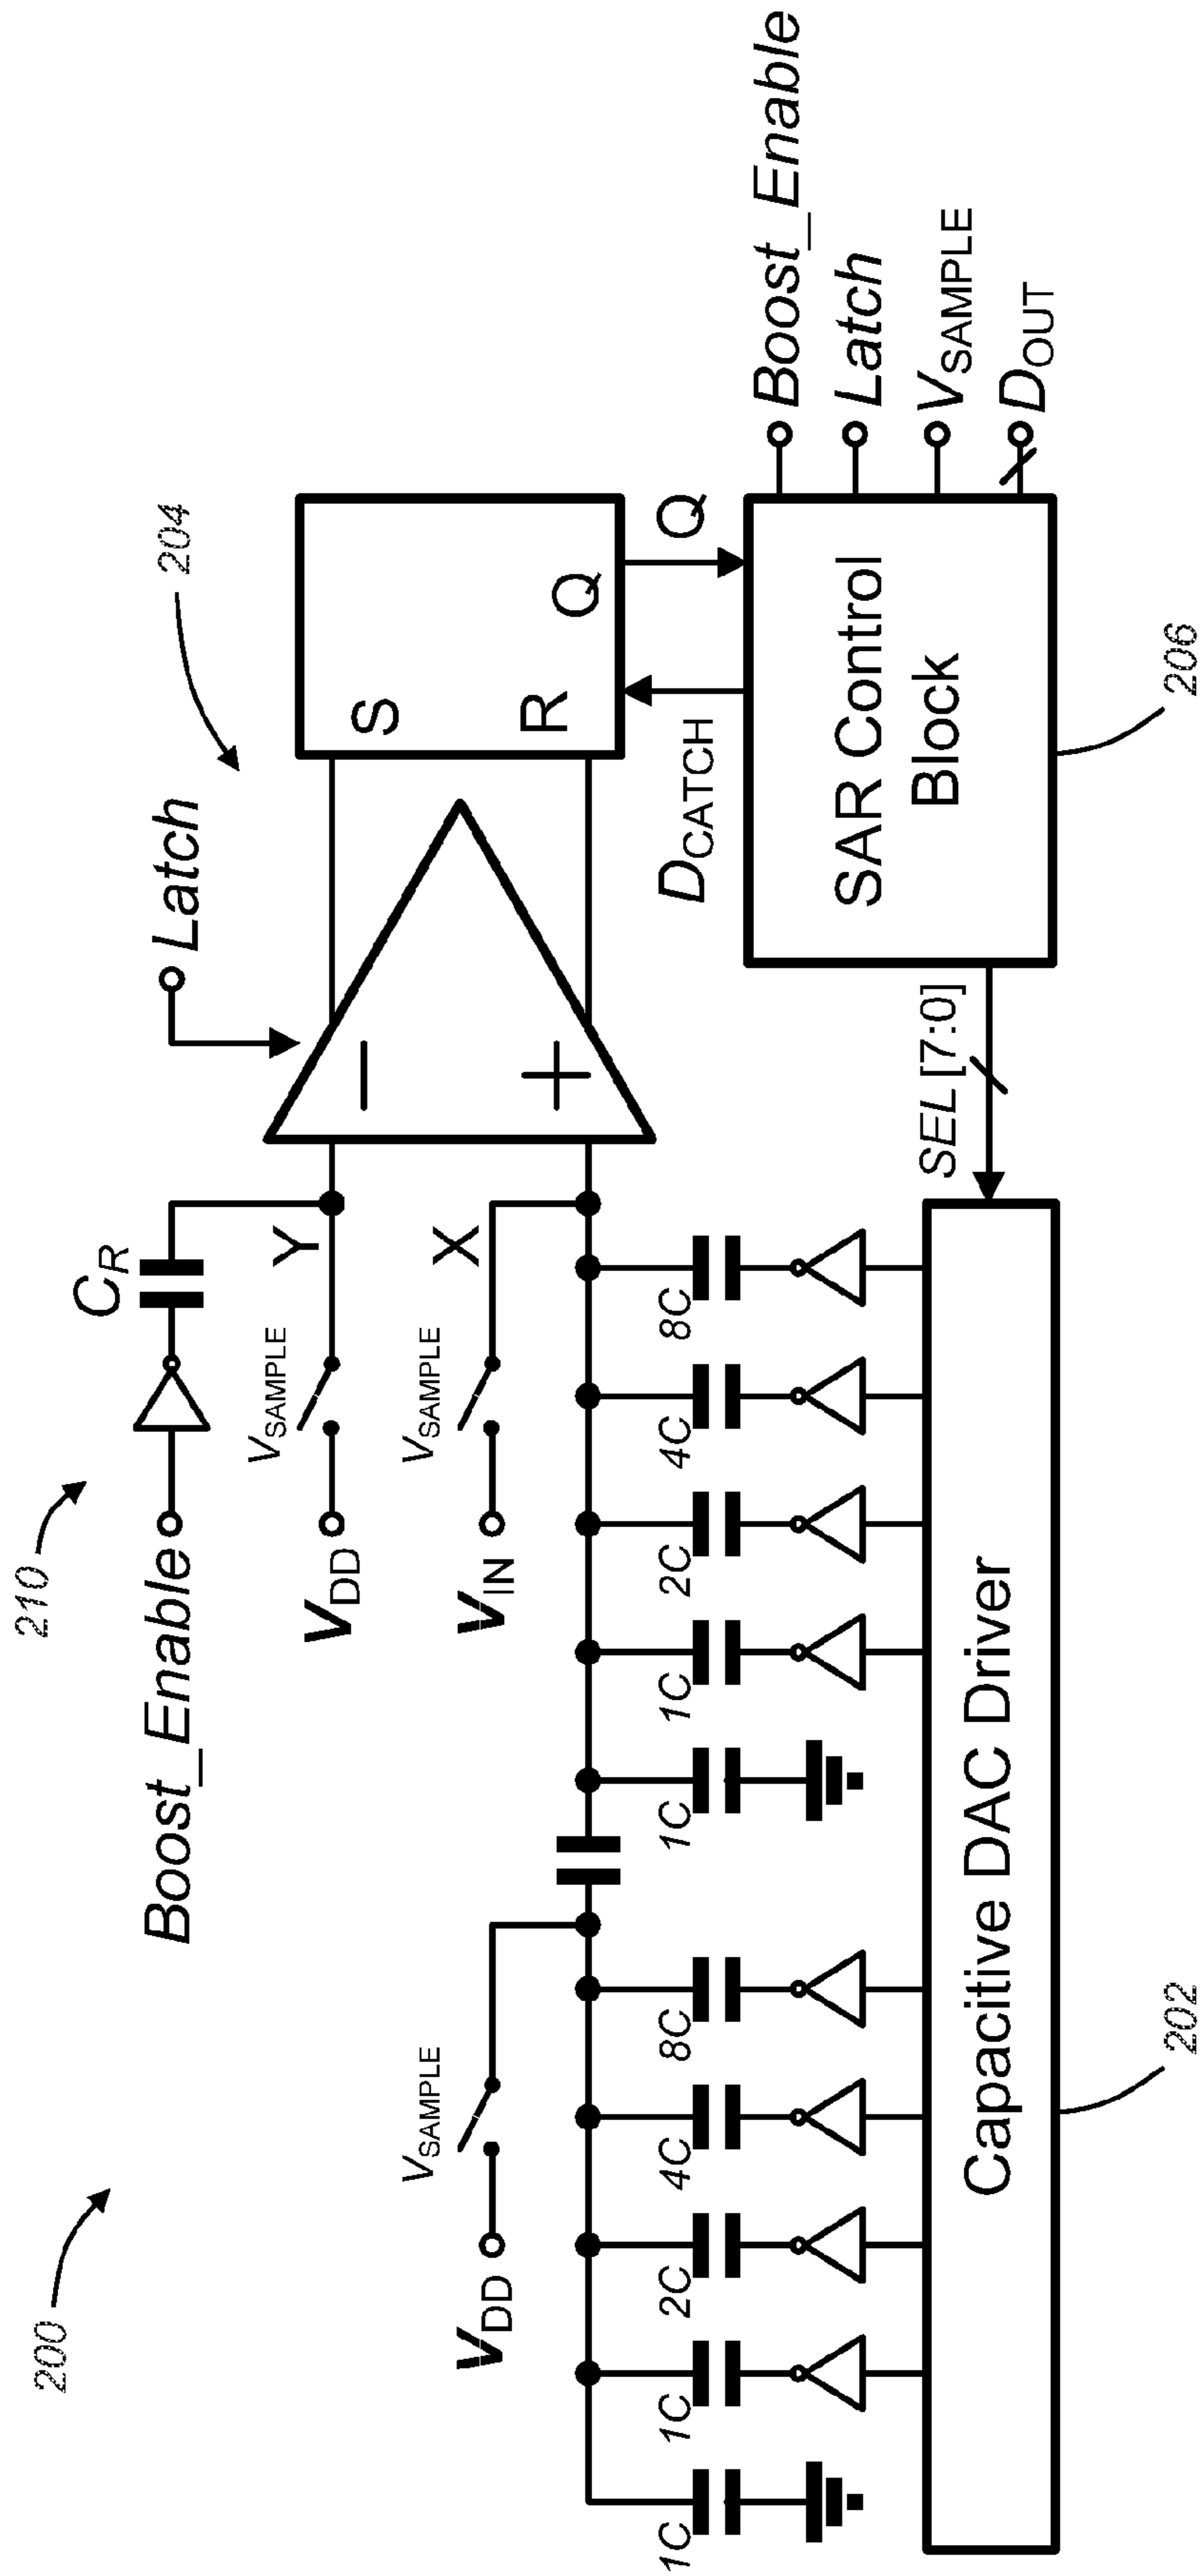 200
210
204
Boost_Enable
C_R
Latch
V_DD
V_SAMPLE
Y
V_IN
V_SAMPLE
X
V_DD
V_SAMPLE
−
+
S
R
Q
1C
1C
2C
4C
8C
1C
1C
2C
4C
8C
D_CATCH
Q
Capacitive DAC Driver
SEL [7:0]
SAR Control
Block
Boost_Enable
Latch
V_SAMPLE
D_OUT
202
206